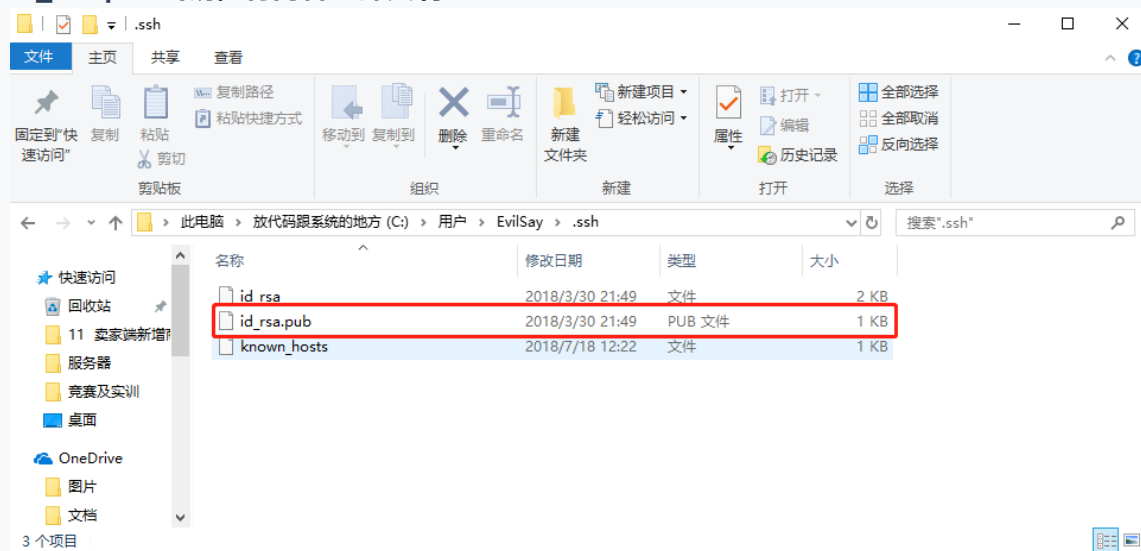 .ssh
文件 主页 共享 查看
固定到"快速访问"
复制
粘贴
复制路径
粘贴快捷方式
剪切
剪贴板
移动到 复制到 删除 重命名
组织
新建文件夹
新建项目
轻松访问
新建
属性
打开
编辑
历史记录
打开
全部选择
全部取消
反向选择
选择
此电脑 › 放代码跟系统的地方 (C:) › 用户 › EvilSay › .ssh
搜索".ssh"
名称 修改日期 类型 大小
id_rsa 2018/3/30 21:49 文件 2 KB
id_rsa.pub 2018/3/30 21:49 PUB 文件 1 KB
known_hosts 2018/7/18 12:22 文件 1 KB
快速访问
回收站
11 卖家端新增
服务器
竞赛及实训
桌面
OneDrive
图片
文档
3 个项目